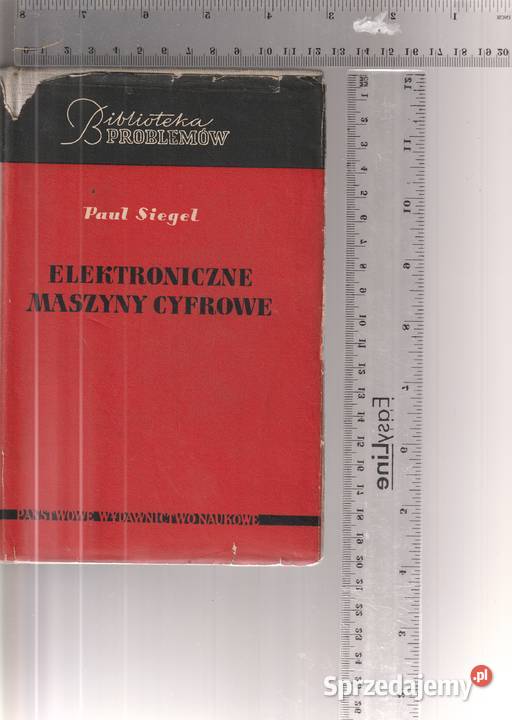 Biblioteka
PROBLEMÓW
Paul Siegel
ELEKTRONICZNE
MASZYNY CYFROWE
PAŃSTWOWE WYDAWNICTWO NAUKOWE
EasyLine
Sprzedajemy.pl